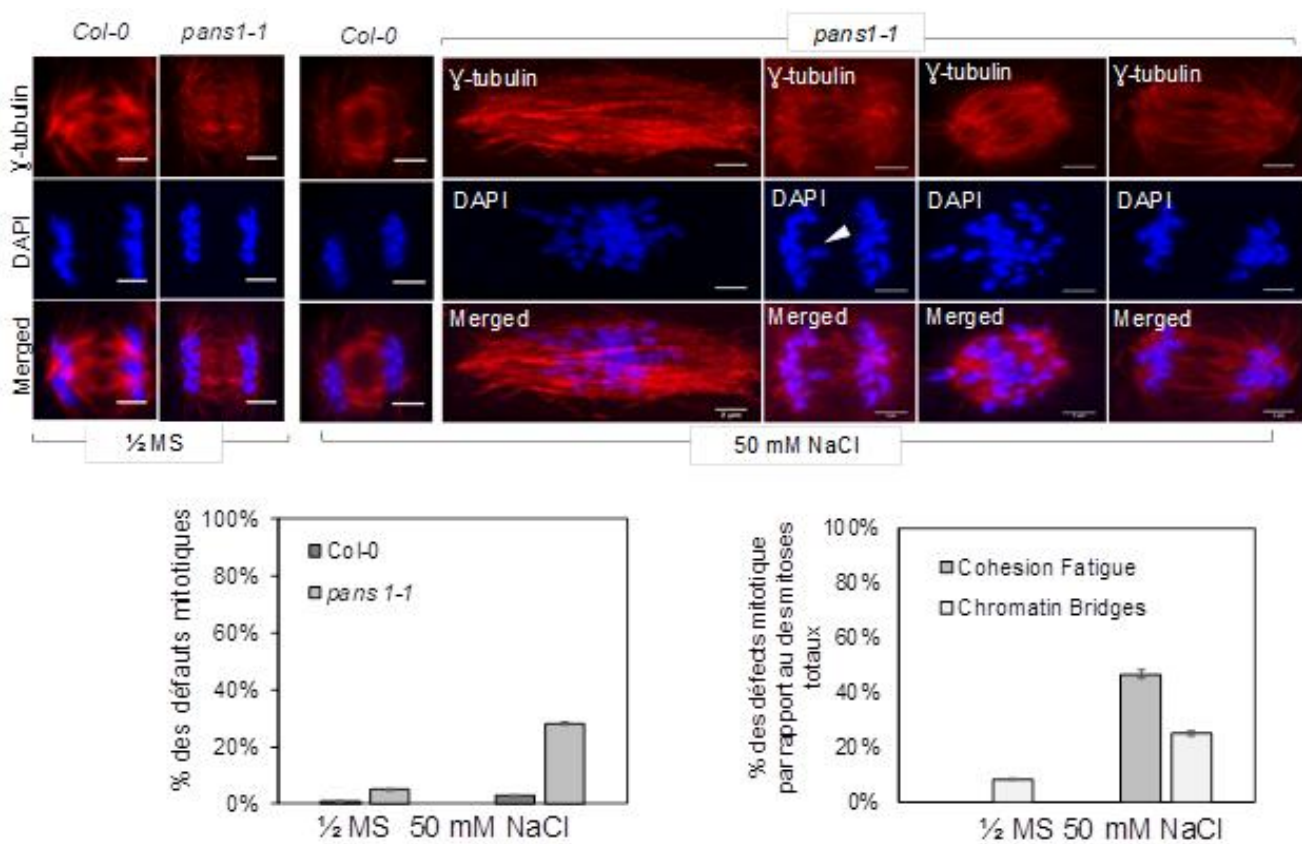 Col-0 pans1-1 Col-0 pans1-1
Ɣ-tubulin
Ɣ-tubulin Ɣ-tubulin Ɣ-tubulin Ɣ-tubulin
DAPI
DAPI DAPI DAPI DAPI
Merged
Merged Merged Merged Merged
½ MS 50 mM NaCl
% des défauts mitotiques
100%
80%
60%
40%
20%
0%
Col-0
pans 1-1
½ MS 50 mM NaCl
% des défects mitotique
par rapport au des mitoses
totaux
100%
80%
60%
40%
20%
0%
Cohesion Fatigue
Chromatin Bridges
½ MS 50 mM NaCl